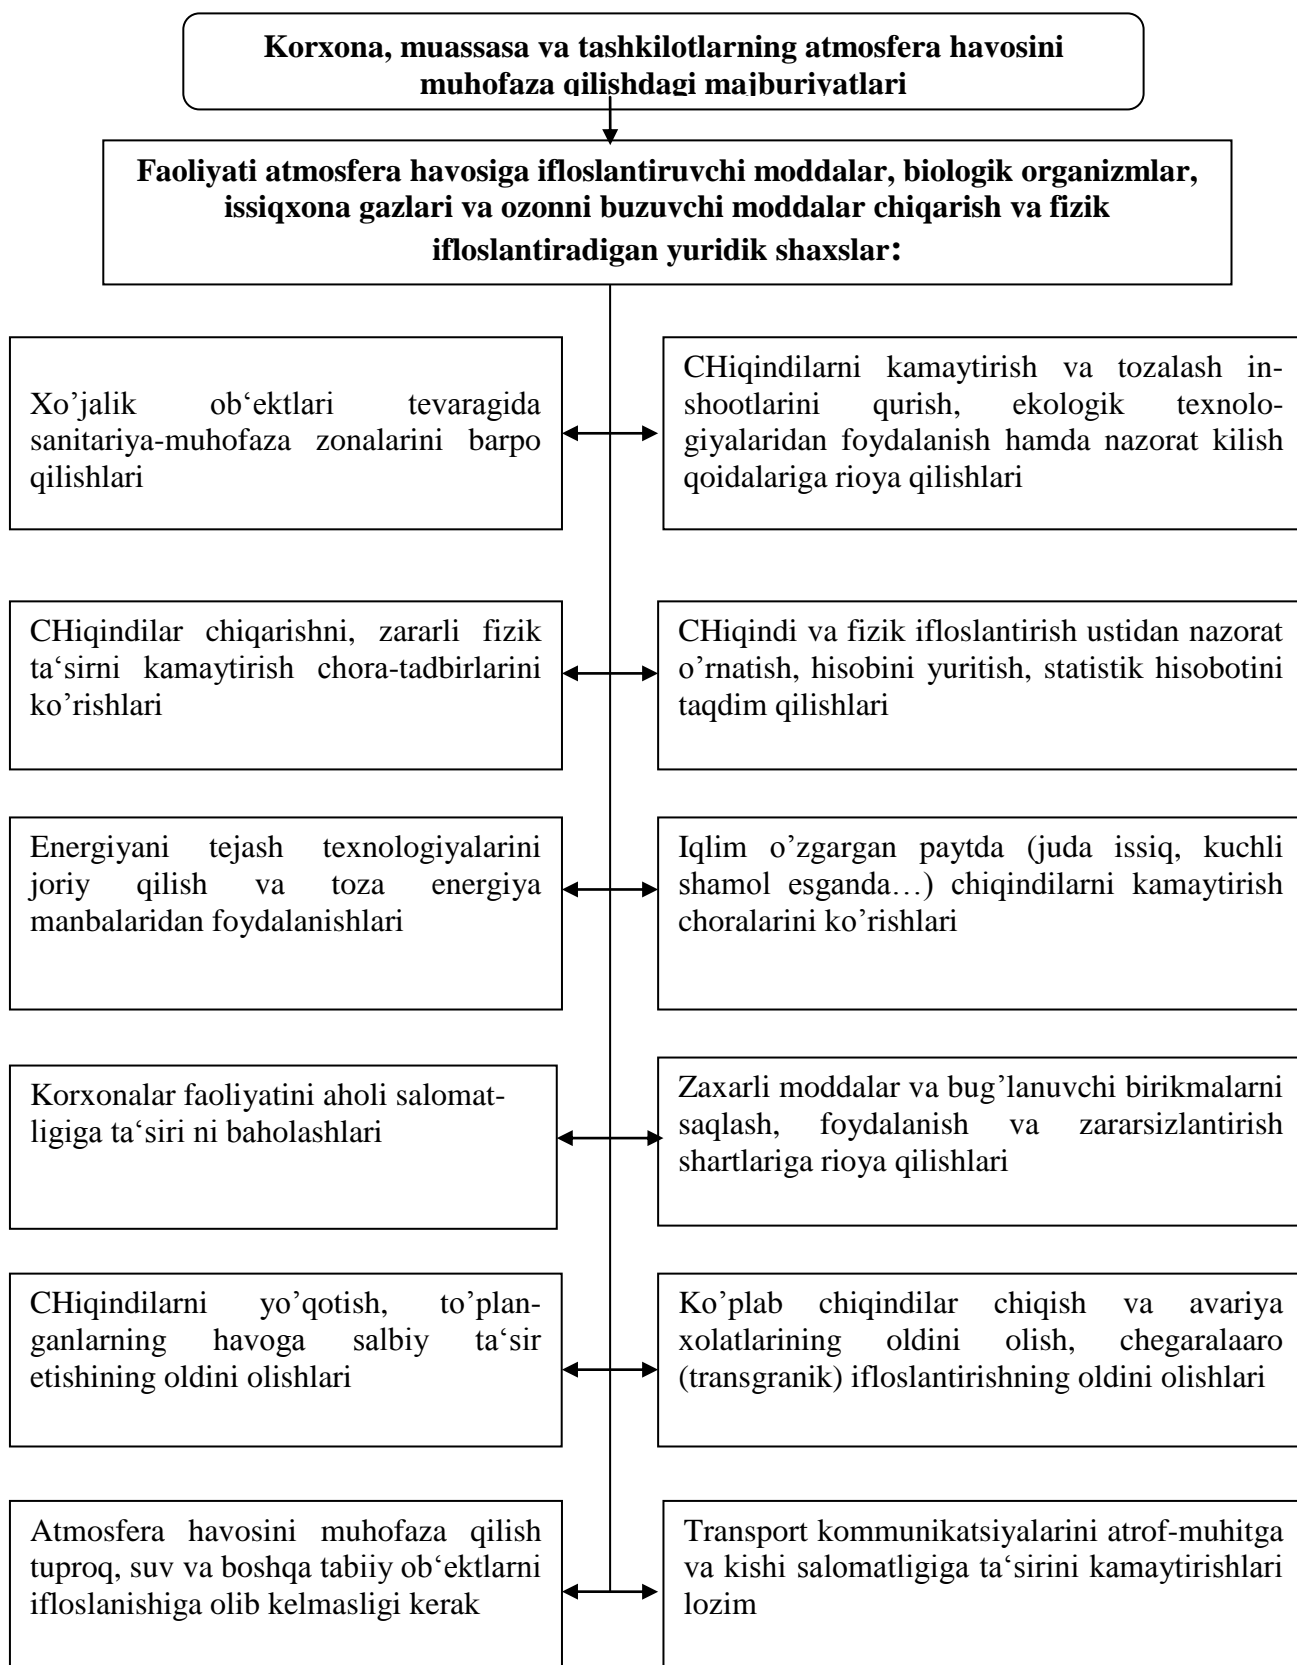 Korxona, muassasa va tashkilotlarning atmosfera havosini
muhofaza qilishdagi majburiyatlari
Faoliyati atmosfera havosiga ifloslantiruvchi moddalar, biologik organizmlar,
issiqxona gazlari va ozonni buzuvchi moddalar chiqarish va fizik
ifloslantiradigan yuridik shaxslar:
Xo’jalik ob‘ektlari tevaragida
sanitariya-muhofaza zonalarini barpo
qilishlari
CHiqindilarni kamaytirish va tozalash in-
shootlarini qurish, ekologik texnolo-
giyalaridan foydalanish hamda nazorat kilish
qoidalariga rioya qilishlari
CHiqindilar chiqarishni, zararli fizik
ta‘sirni kamaytirish chora-tadbirlarini
ko’rishlari
CHiqindi va fizik ifloslantirish ustidan nazorat
o’rnatish, hisobini yuritish, statistik hisobotini
taqdim qilishlari
Energiyani tejash texnologiyalarini
joriy qilish va toza energiya
manbalaridan foydalanishlari
Iqlim o’zgargan paytda (juda issiq, kuchli
shamol esganda…) chiqindilarni kamaytirish
choralarini ko’rishlari
Korxonalar faoliyatini aholi salomat-
ligiga ta‘siri ni baholashlari
Zaxarli moddalar va bug’lanuvchi birikmalarni
saqlash, foydalanish va zararsizlantirish
shartlariga rioya qilishlari
CHiqindilarni yo’qotish, to’plan-
ganlarning havoga salbiy ta‘sir
etishining oldini olishlari
Ko’plab chiqindilar chiqish va avariya
xolatlarining oldini olish, chegaralaaro
(transgranik) ifloslantirishning oldini olishlari
Atmosfera havosini muhofaza qilish
tuproq, suv va boshqa tabiiy ob‘ektlarni
ifloslanishiga olib kelmasligi kerak
Transport kommunikatsiyalarini atrof-muhitga
va kishi salomatligiga ta‘sirini kamaytirishlari
lozim